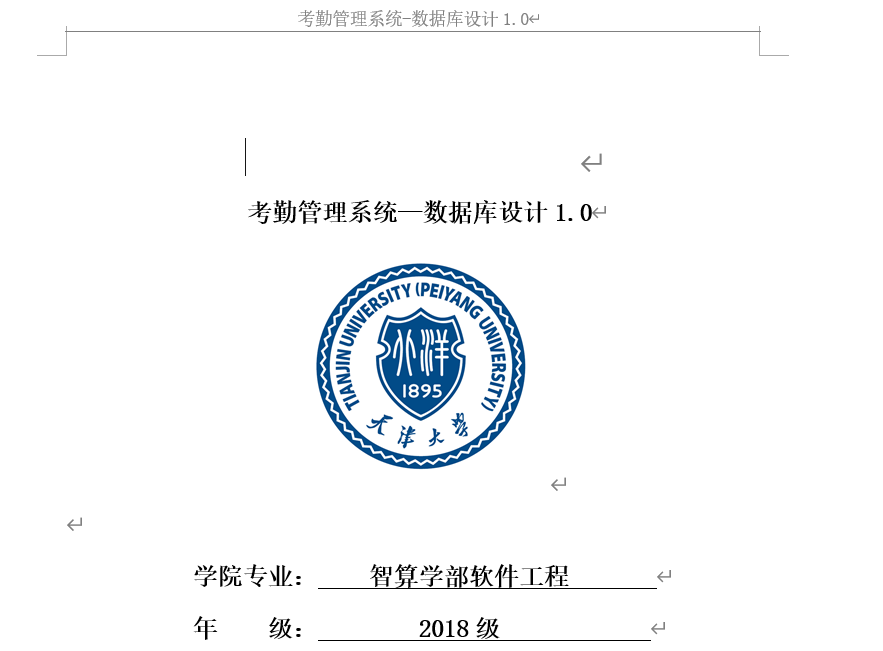 考勤管理系统-数据库设计 1.0
考勤管理系统—数据库设计 1.0
TIANJIN UNIVERSITY (PEIYANG UNIVERSITY)
北洋
1895
天津大学
学院专业： 智算学部软件工程
年 级： 2018 级